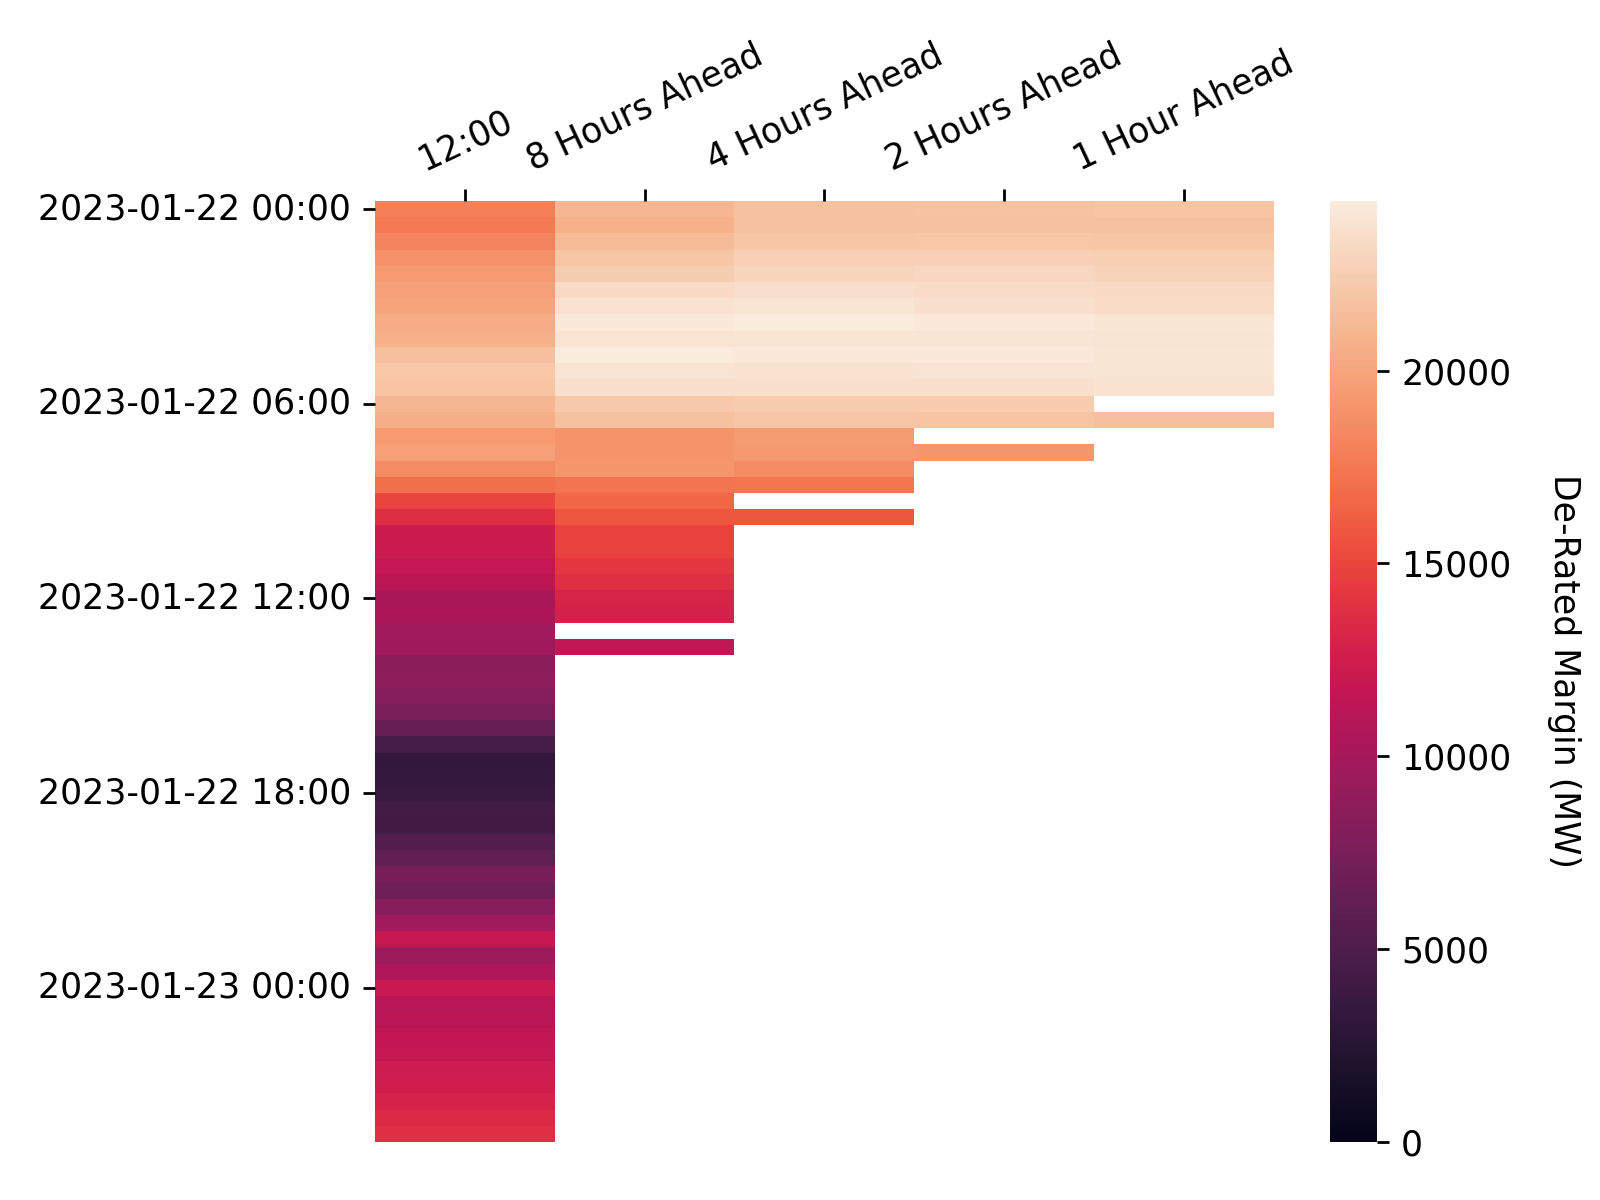 12:00
8 Hours Ahead
4 Hours Ahead
2 Hours Ahead
1 Hour Ahead
2023-01-22 00:00
2023-01-22 06:00
2023-01-22 12:00
2023-01-22 18:00
2023-01-23 00:00
20000
15000
10000
5000
0
De-Rated Margin (MW)